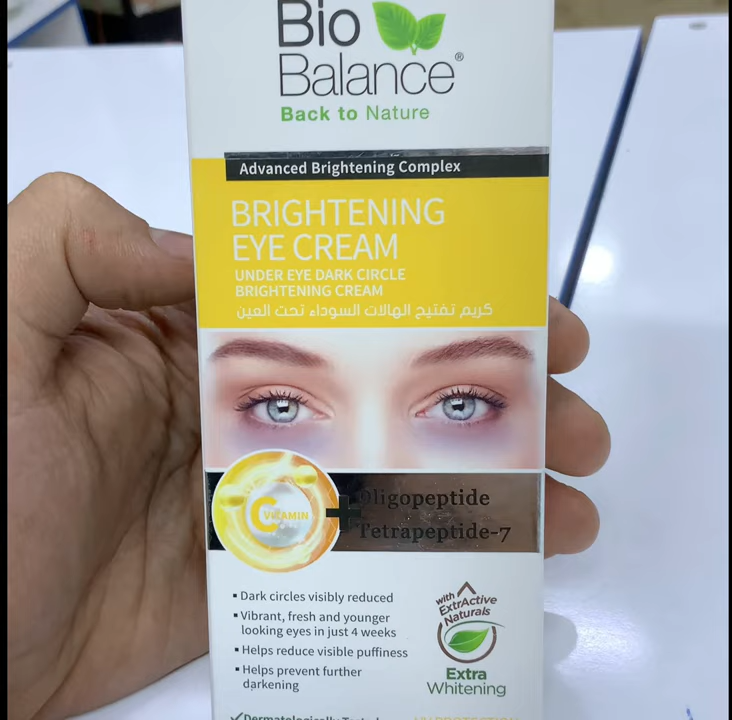 Bio
Balance®
Back to Nature
Advanced Brightening Complex
BRIGHTENING
EYE CREAM
UNDER EYE DARK CIRCLE
BRIGHTENING CREAM
كريم تفتيح الهالات السوداء تحت العين
C VITAMIN
+ Oligopeptide
Tetrapeptide-7
▪ Dark circles visibly reduced
▪ Vibrant, fresh and younger
looking eyes in just 4 weeks
▪ Helps reduce visible puffiness
▪ Helps prevent further
darkening
with
ExtrActive
Naturals
Extra
Whitening
✓Dermatologically Tested